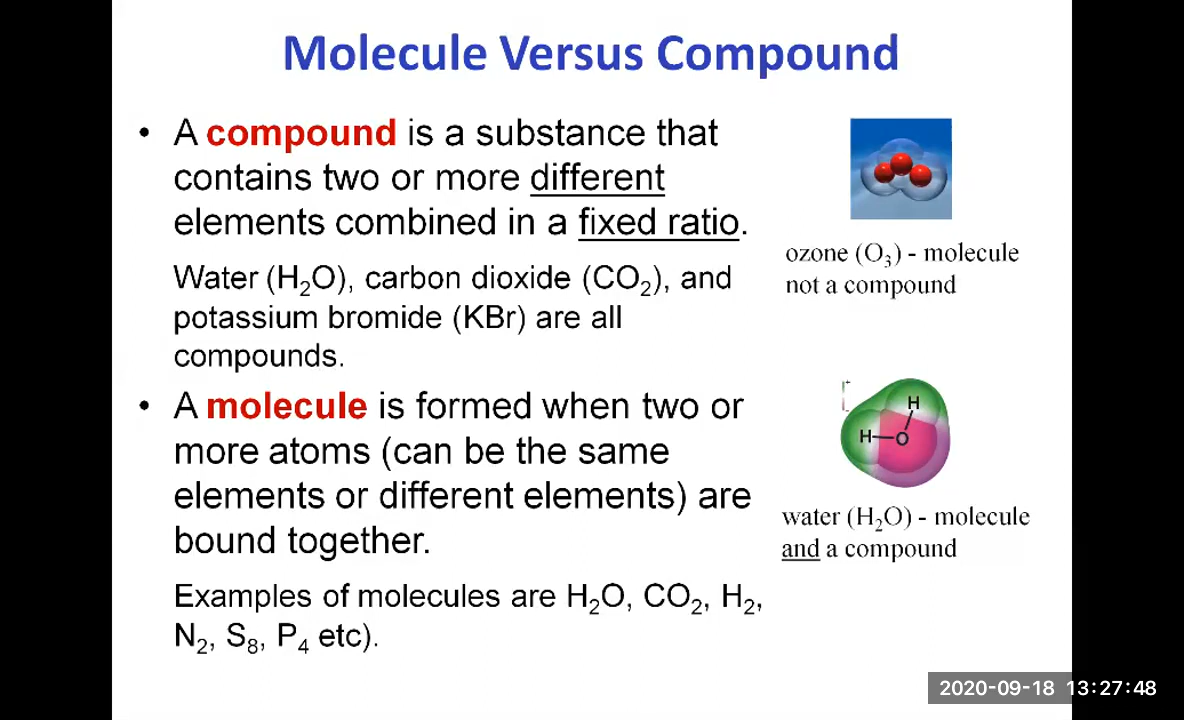 Molecule Versus Compound
• A compound is a substance that
contains two or more different
elements combined in a fixed ratio.
Water (H₂O), carbon dioxide (CO₂), and
potassium bromide (KBr) are all
compounds.
• A molecule is formed when two or
more atoms (can be the same
elements or different elements) are
bound together.
Examples of molecules are H₂O, CO₂, H₂,
N₂, S₈, P₄ etc).
ozone (O₃) - molecule
not a compound
H
H—O
water (H₂O) - molecule
and a compound
2020-09-18 13:27:48